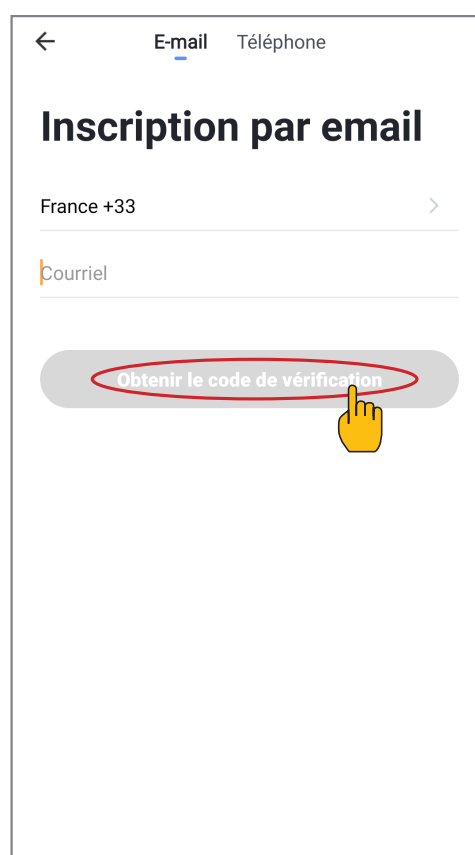 E-mail Téléphone
Inscription par email
France +33
Courriel
Obtenir le code de vérification